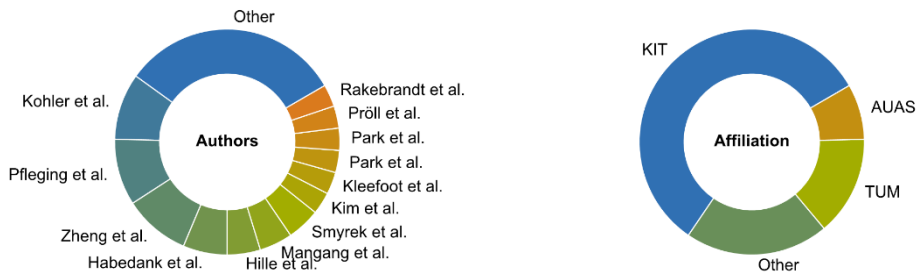 Other
Kohler et al.
Pfleging et al.
Zheng et al.
Habedank et al.
Hille et al.
Mangang et al.
Smyrek et al.
Kim et al.
Kleefoot et al.
Park et al.
Park et al.
Pröll et al.
Rakebrandt et al.
Authors
KIT
AUAS
Affiliation
TUM
Other